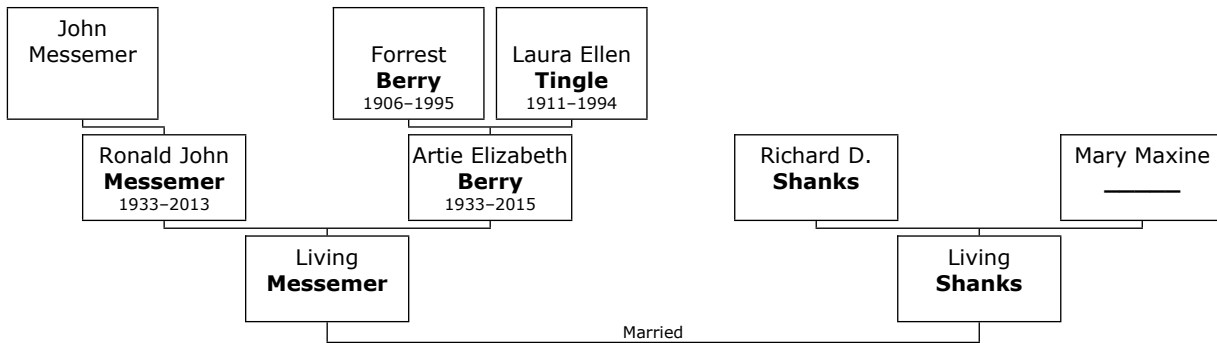 John
Messemer
Forrest
Berry
1906–1995
Laura Ellen
Tingle
1911–1994
Ronald John
Messemer
1933–2013
Artie Elizabeth
Berry
1933–2015
Richard D.
Shanks
Mary Maxine
______
Living
Messemer
Living
Shanks
Married